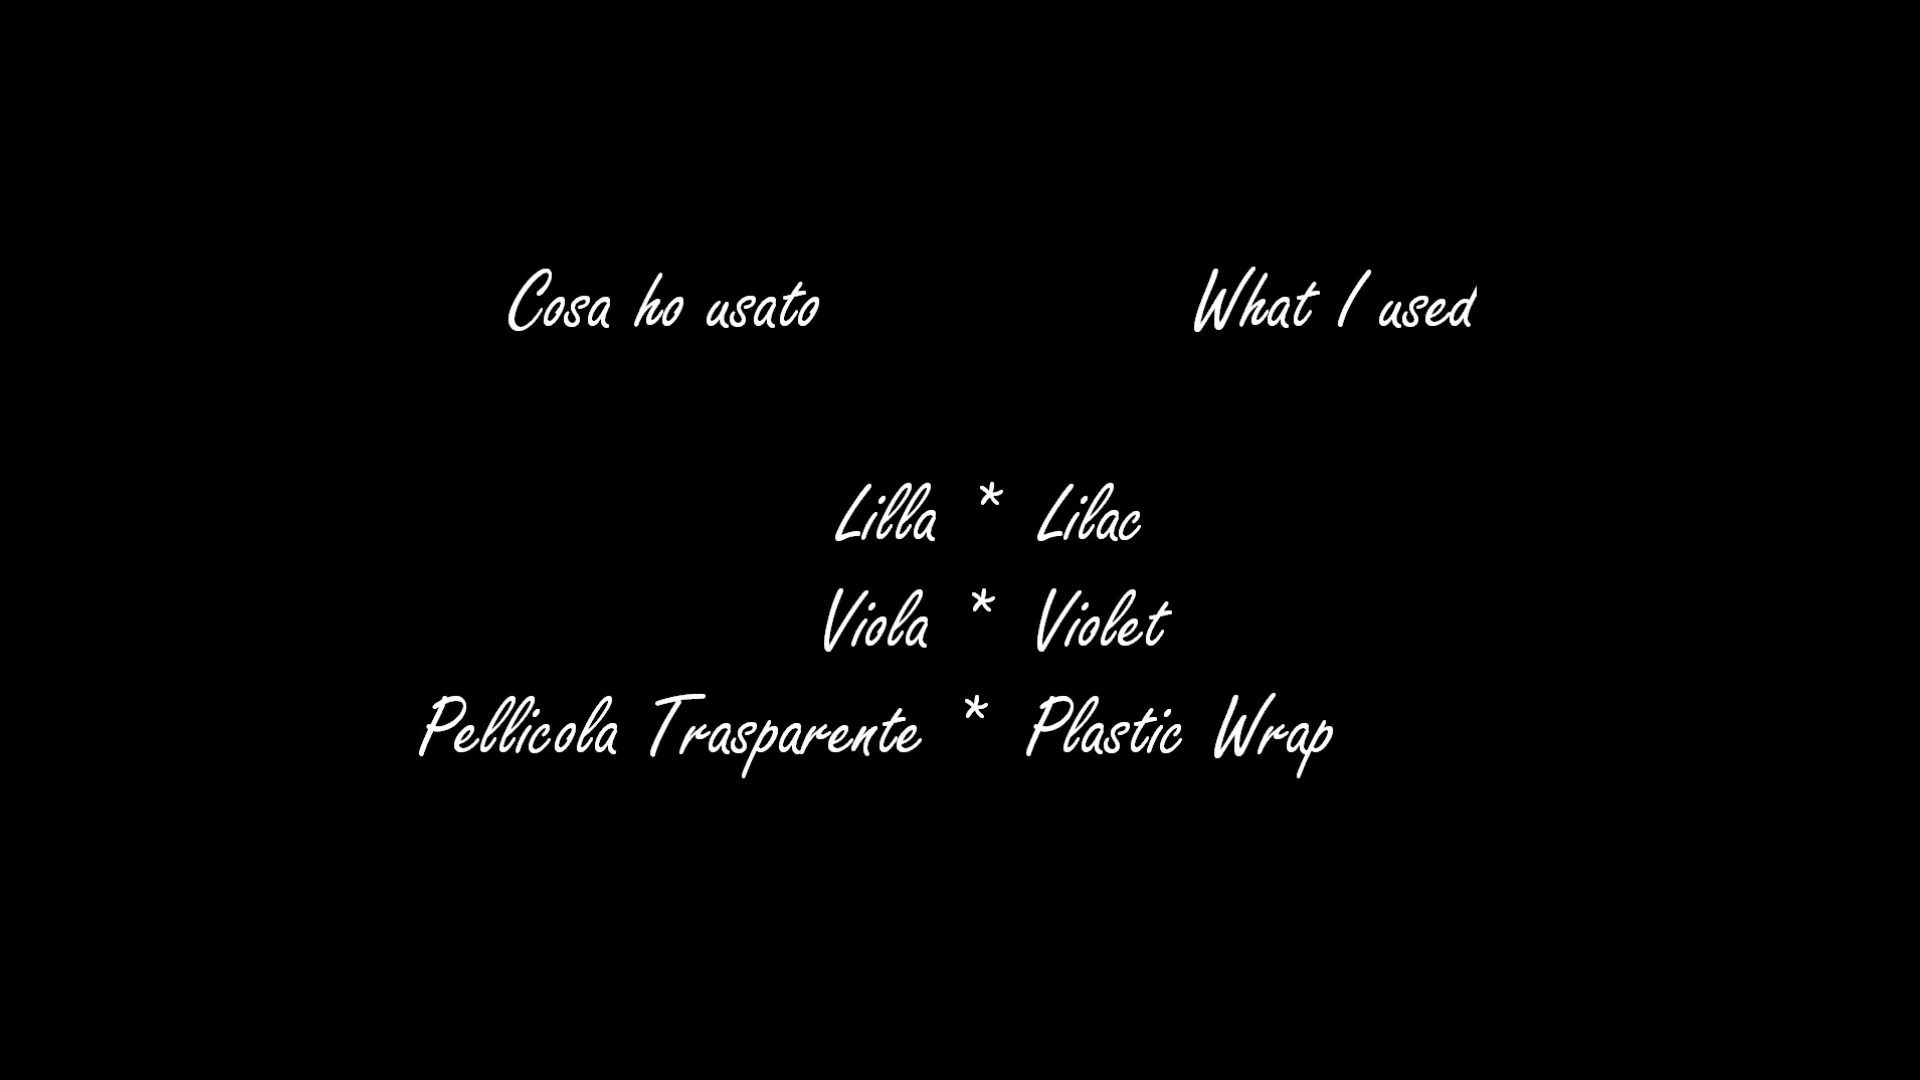 Cosa ho usato What I used
Lilla * Lilac
Viola * Violet
Pellicola Trasparente * Plastic Wrap